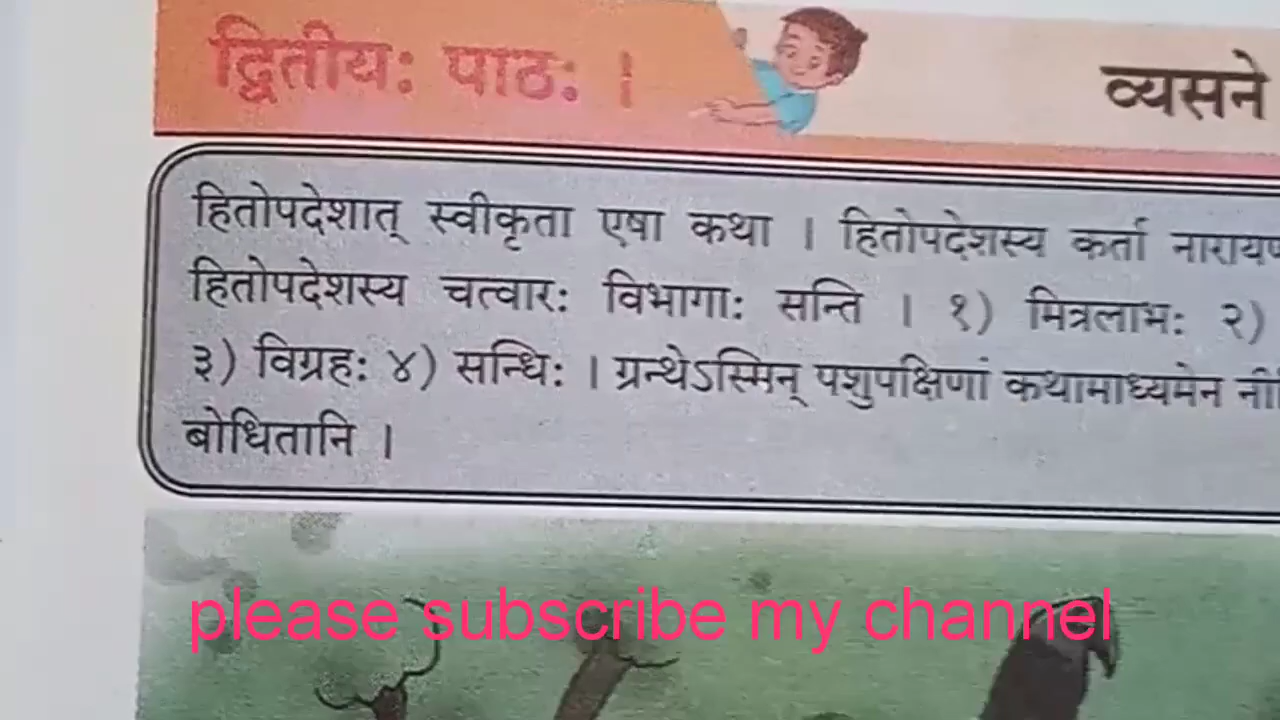 द्वितीयः पाठः ।
व्यसने
हितोपदेशात् स्वीकृता एषा कथा । हितोपदेशस्य कर्ता
हितोपदेशस्य चत्वारः विभागाः सन्ति । १) मित्रलाभः २)
३) विग्रहः ४) सन्धिः । ग्रन्थेऽस्मिन् पशुपक्षिणां कथामाध्यमेन
बोधितानि ।
please subscribe my channel